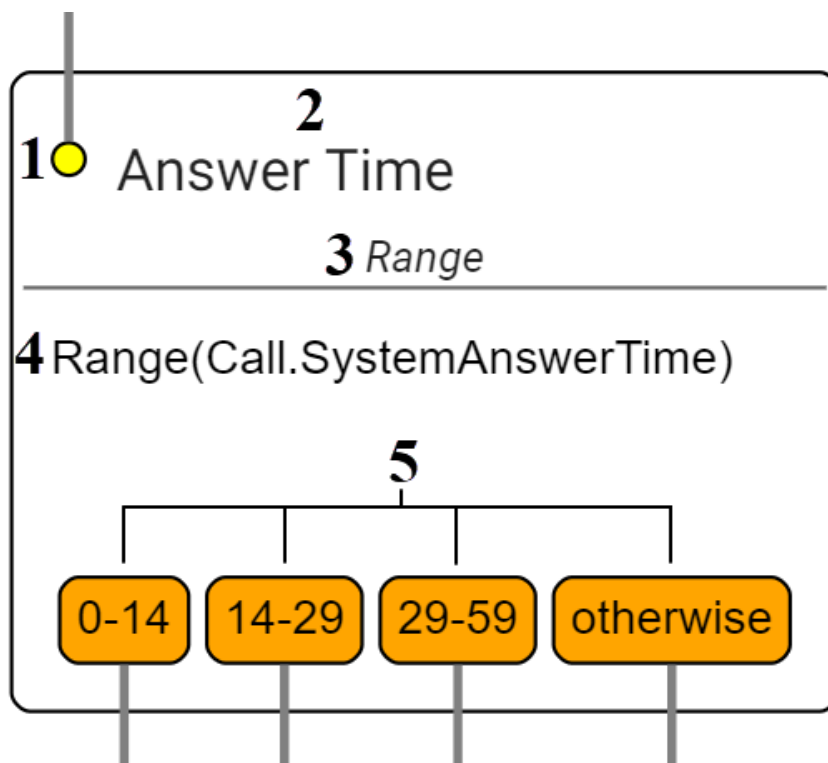 2
1 Answer Time
3 Range
4 Range(Call.SystemAnswerTime)
5
0-14 14-29 29-59 otherwise